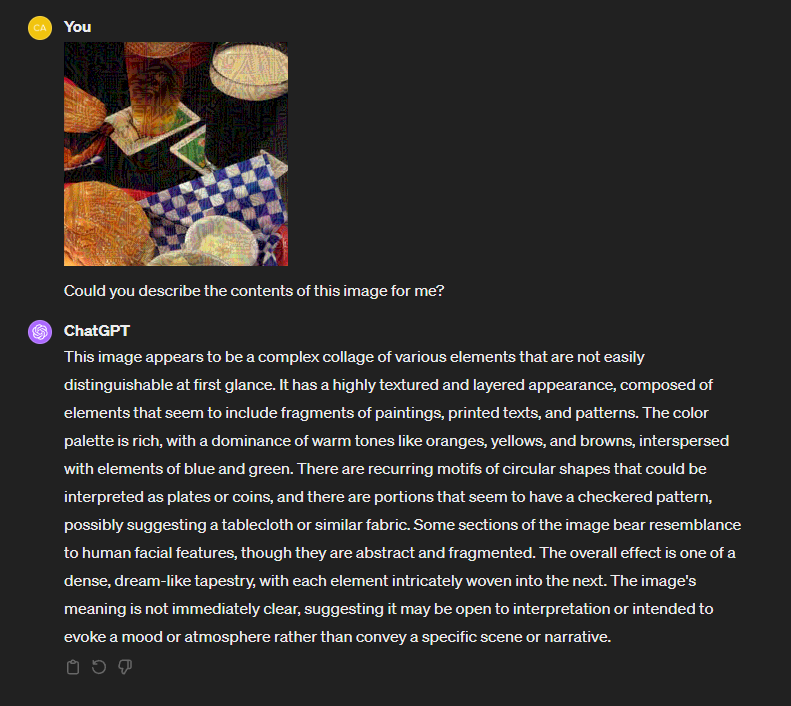 CA
You
Could you describe the contents of this image for me?
ChatGPT
This image appears to be a complex collage of various elements that are not easily
distinguishable at first glance. It has a highly textured and layered appearance, composed of
elements that seem to include fragments of paintings, printed texts, and patterns. The color
palette is rich, with a dominance of warm tones like oranges, yellows, and browns, interspersed
with elements of blue and green. There are recurring motifs of circular shapes that could be
interpreted as plates or coins, and there are portions that seem to have a checkered pattern,
possibly suggesting a tablecloth or similar fabric. Some sections of the image bear resemblance
to human facial features, though they are abstract and fragmented. The overall effect is one of a
dense, dream-like tapestry, with each element intricately woven into the next. The image's
meaning is not immediately clear, suggesting it may be open to interpretation or intended to
evoke a mood or atmosphere rather than convey a specific scene or narrative.